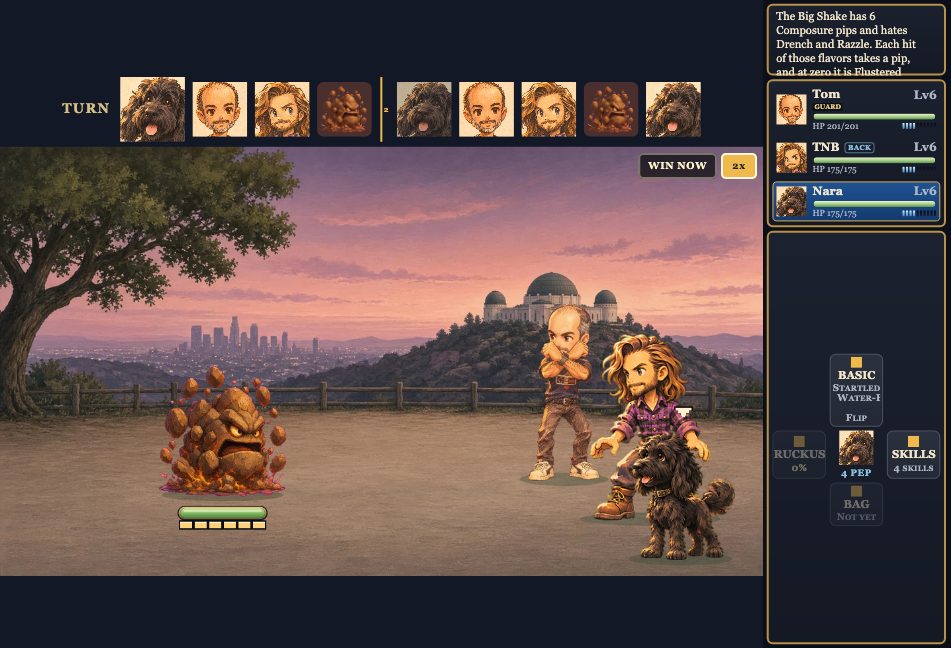 The Big Shake has 6
Composure pips and hates
Drench and Razzle. Each hit
of those flavors takes a pip,
and at zero it is Flustered
TURN
2
WIN NOW
2X
Tom
Lv6
GUARD
HP 201/201
TNB
BACK
Lv6
HP 175/175
Nara
Lv6
HP 175/175
BASIC
STARTLED
WATER-
FLIP
RUCKUS
0%
4 PEP
SKILLS
4 SKILLS
BAG
NOT YET